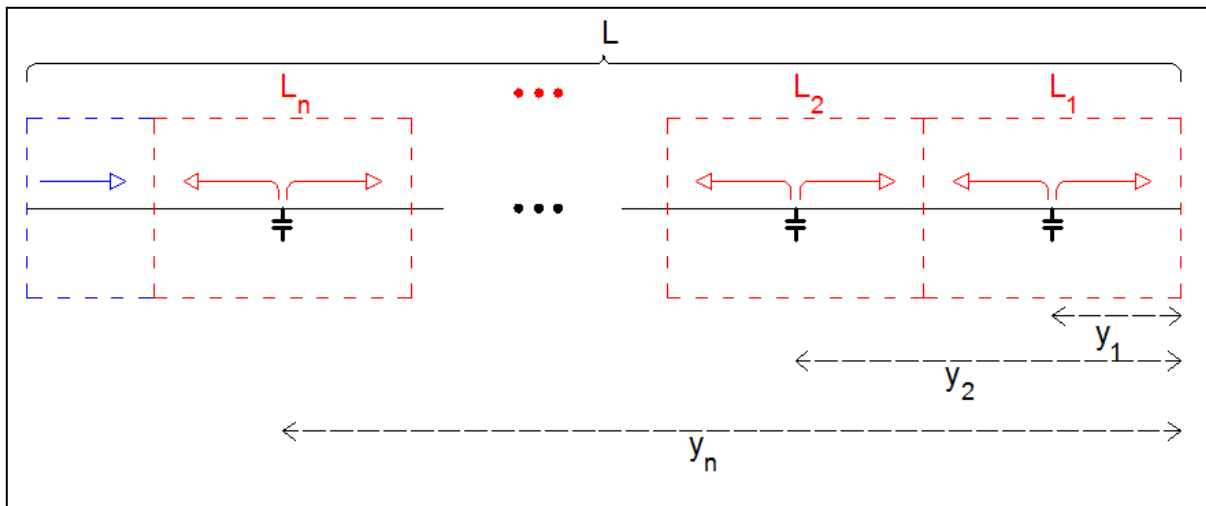 L
Lₙ ••• L₂ L₁
•••
y₁
y₂
yₙ